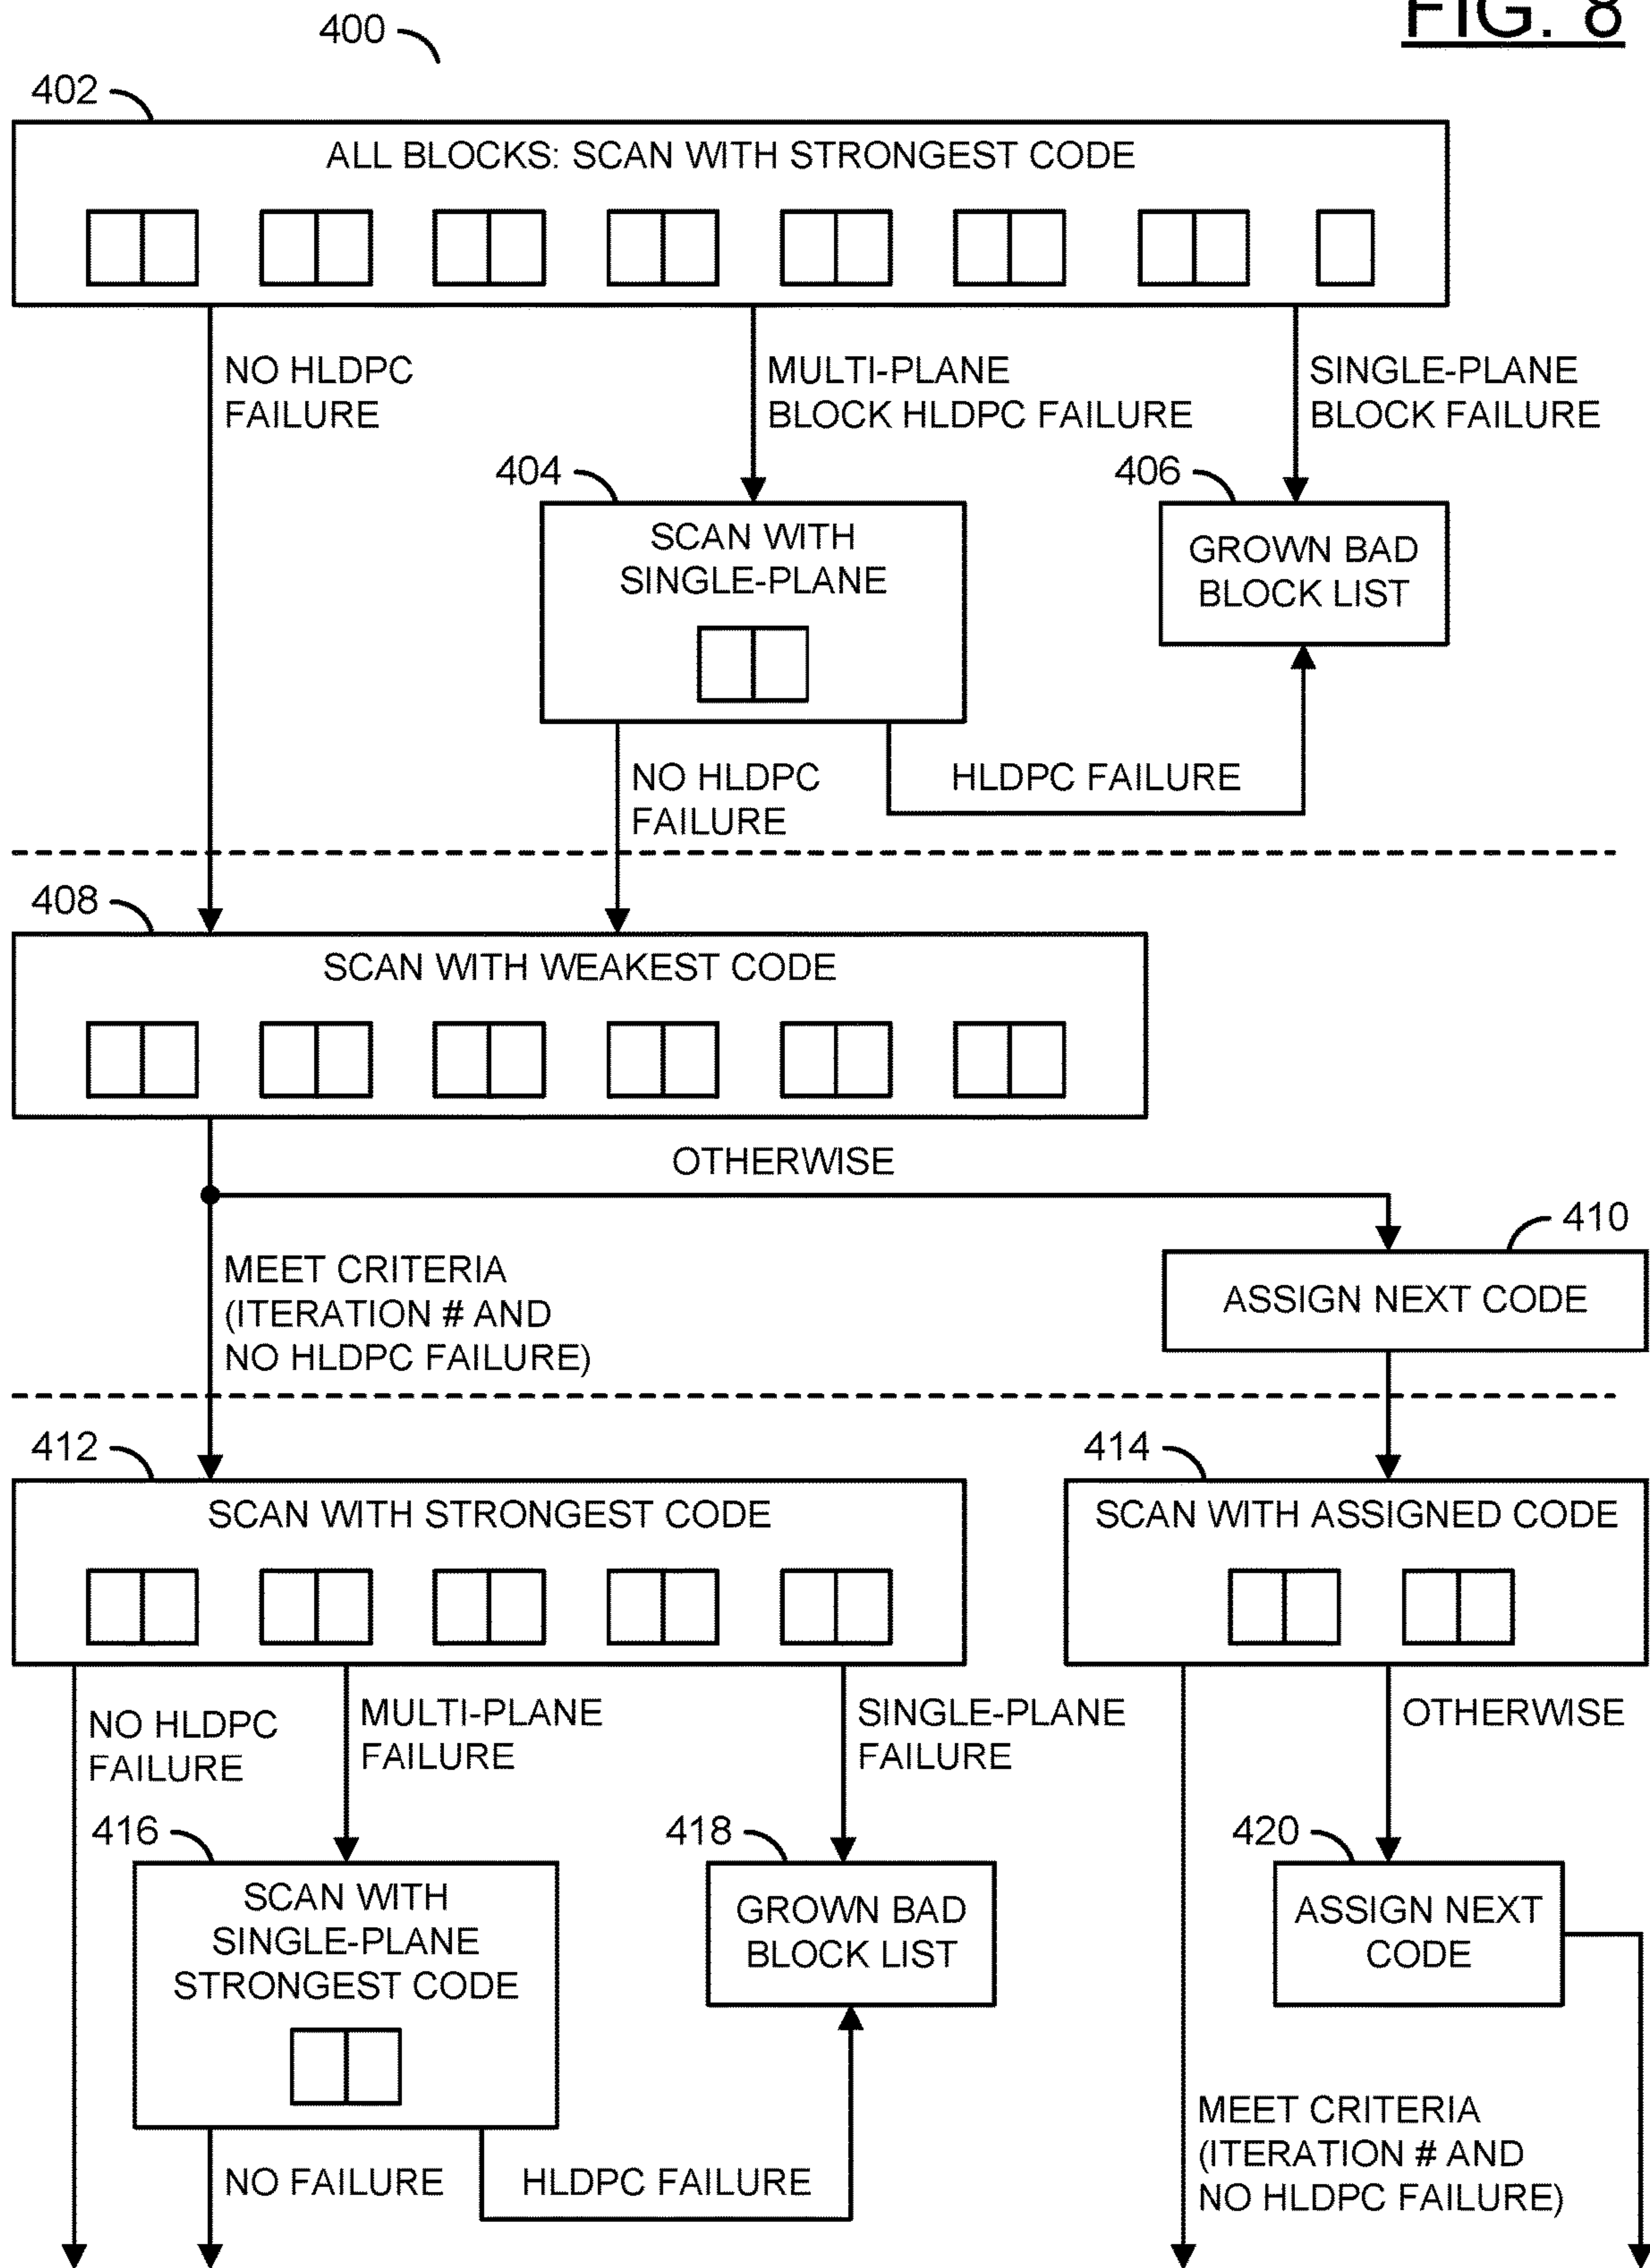 FIG. 8
400
402
ALL BLOCKS: SCAN WITH STRONGEST CODE
NO HLDPC
FAILURE
MULTI-PLANE
BLOCK HLDPC FAILURE
SINGLE-PLANE
BLOCK FAILURE
404
SCAN WITH
SINGLE-PLANE
406
GROWN BAD
BLOCK LIST
NO HLDPC
FAILURE
HLDPC FAILURE
408
SCAN WITH WEAKEST CODE
OTHERWISE
MEET CRITERIA
(ITERATION # AND
NO HLDPC FAILURE)
410
ASSIGN NEXT CODE
412
SCAN WITH STRONGEST CODE
414
SCAN WITH ASSIGNED CODE
NO HLDPC
FAILURE
MULTI-PLANE
FAILURE
SINGLE-PLANE
FAILURE
OTHERWISE
416
SCAN WITH
SINGLE-PLANE
STRONGEST CODE
418
GROWN BAD
BLOCK LIST
420
ASSIGN NEXT
CODE
NO FAILURE
HLDPC FAILURE
MEET CRITERIA
(ITERATION # AND
NO HLDPC FAILURE)